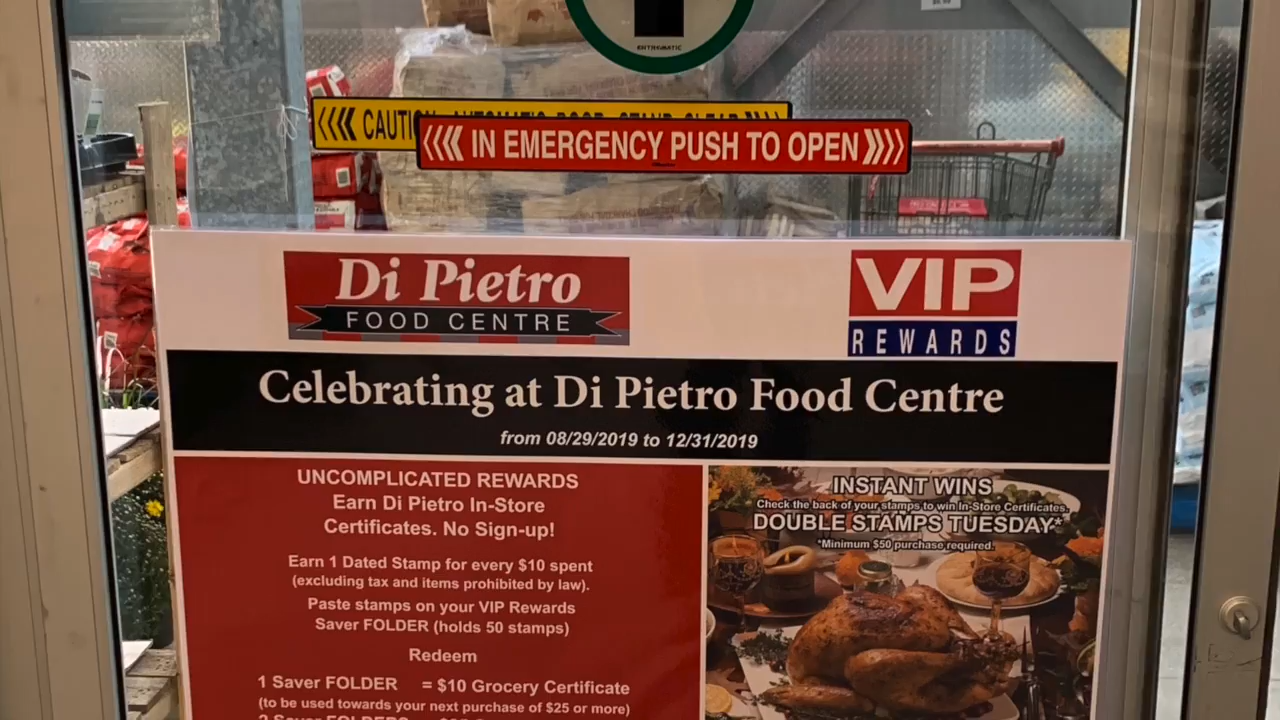 ENTREMATIC
CAUTION AUTOMATIC DOOR STAND CLEAR
IN EMERGENCY PUSH TO OPEN
Di Pietro
FOOD CENTRE
VIP
REWARDS
Celebrating at Di Pietro Food Centre
from 08/29/2019 to 12/31/2019
UNCOMPLICATED REWARDS
Earn Di Pietro In-Store
Certificates. No Sign-up!
Earn 1 Dated Stamp for every $10 spent
(excluding tax and items prohibited by law).
Paste stamps on your VIP Rewards
Saver FOLDER (holds 50 stamps)
Redeem
1 Saver FOLDER = $10 Grocery Certificate
(to be used towards your next purchase of $25 or more)
INSTANT WINS
Check the back of your stamps to win In-Store Certificates.
DOUBLE STAMPS TUESDAY*
*Minimum $50 purchase required.